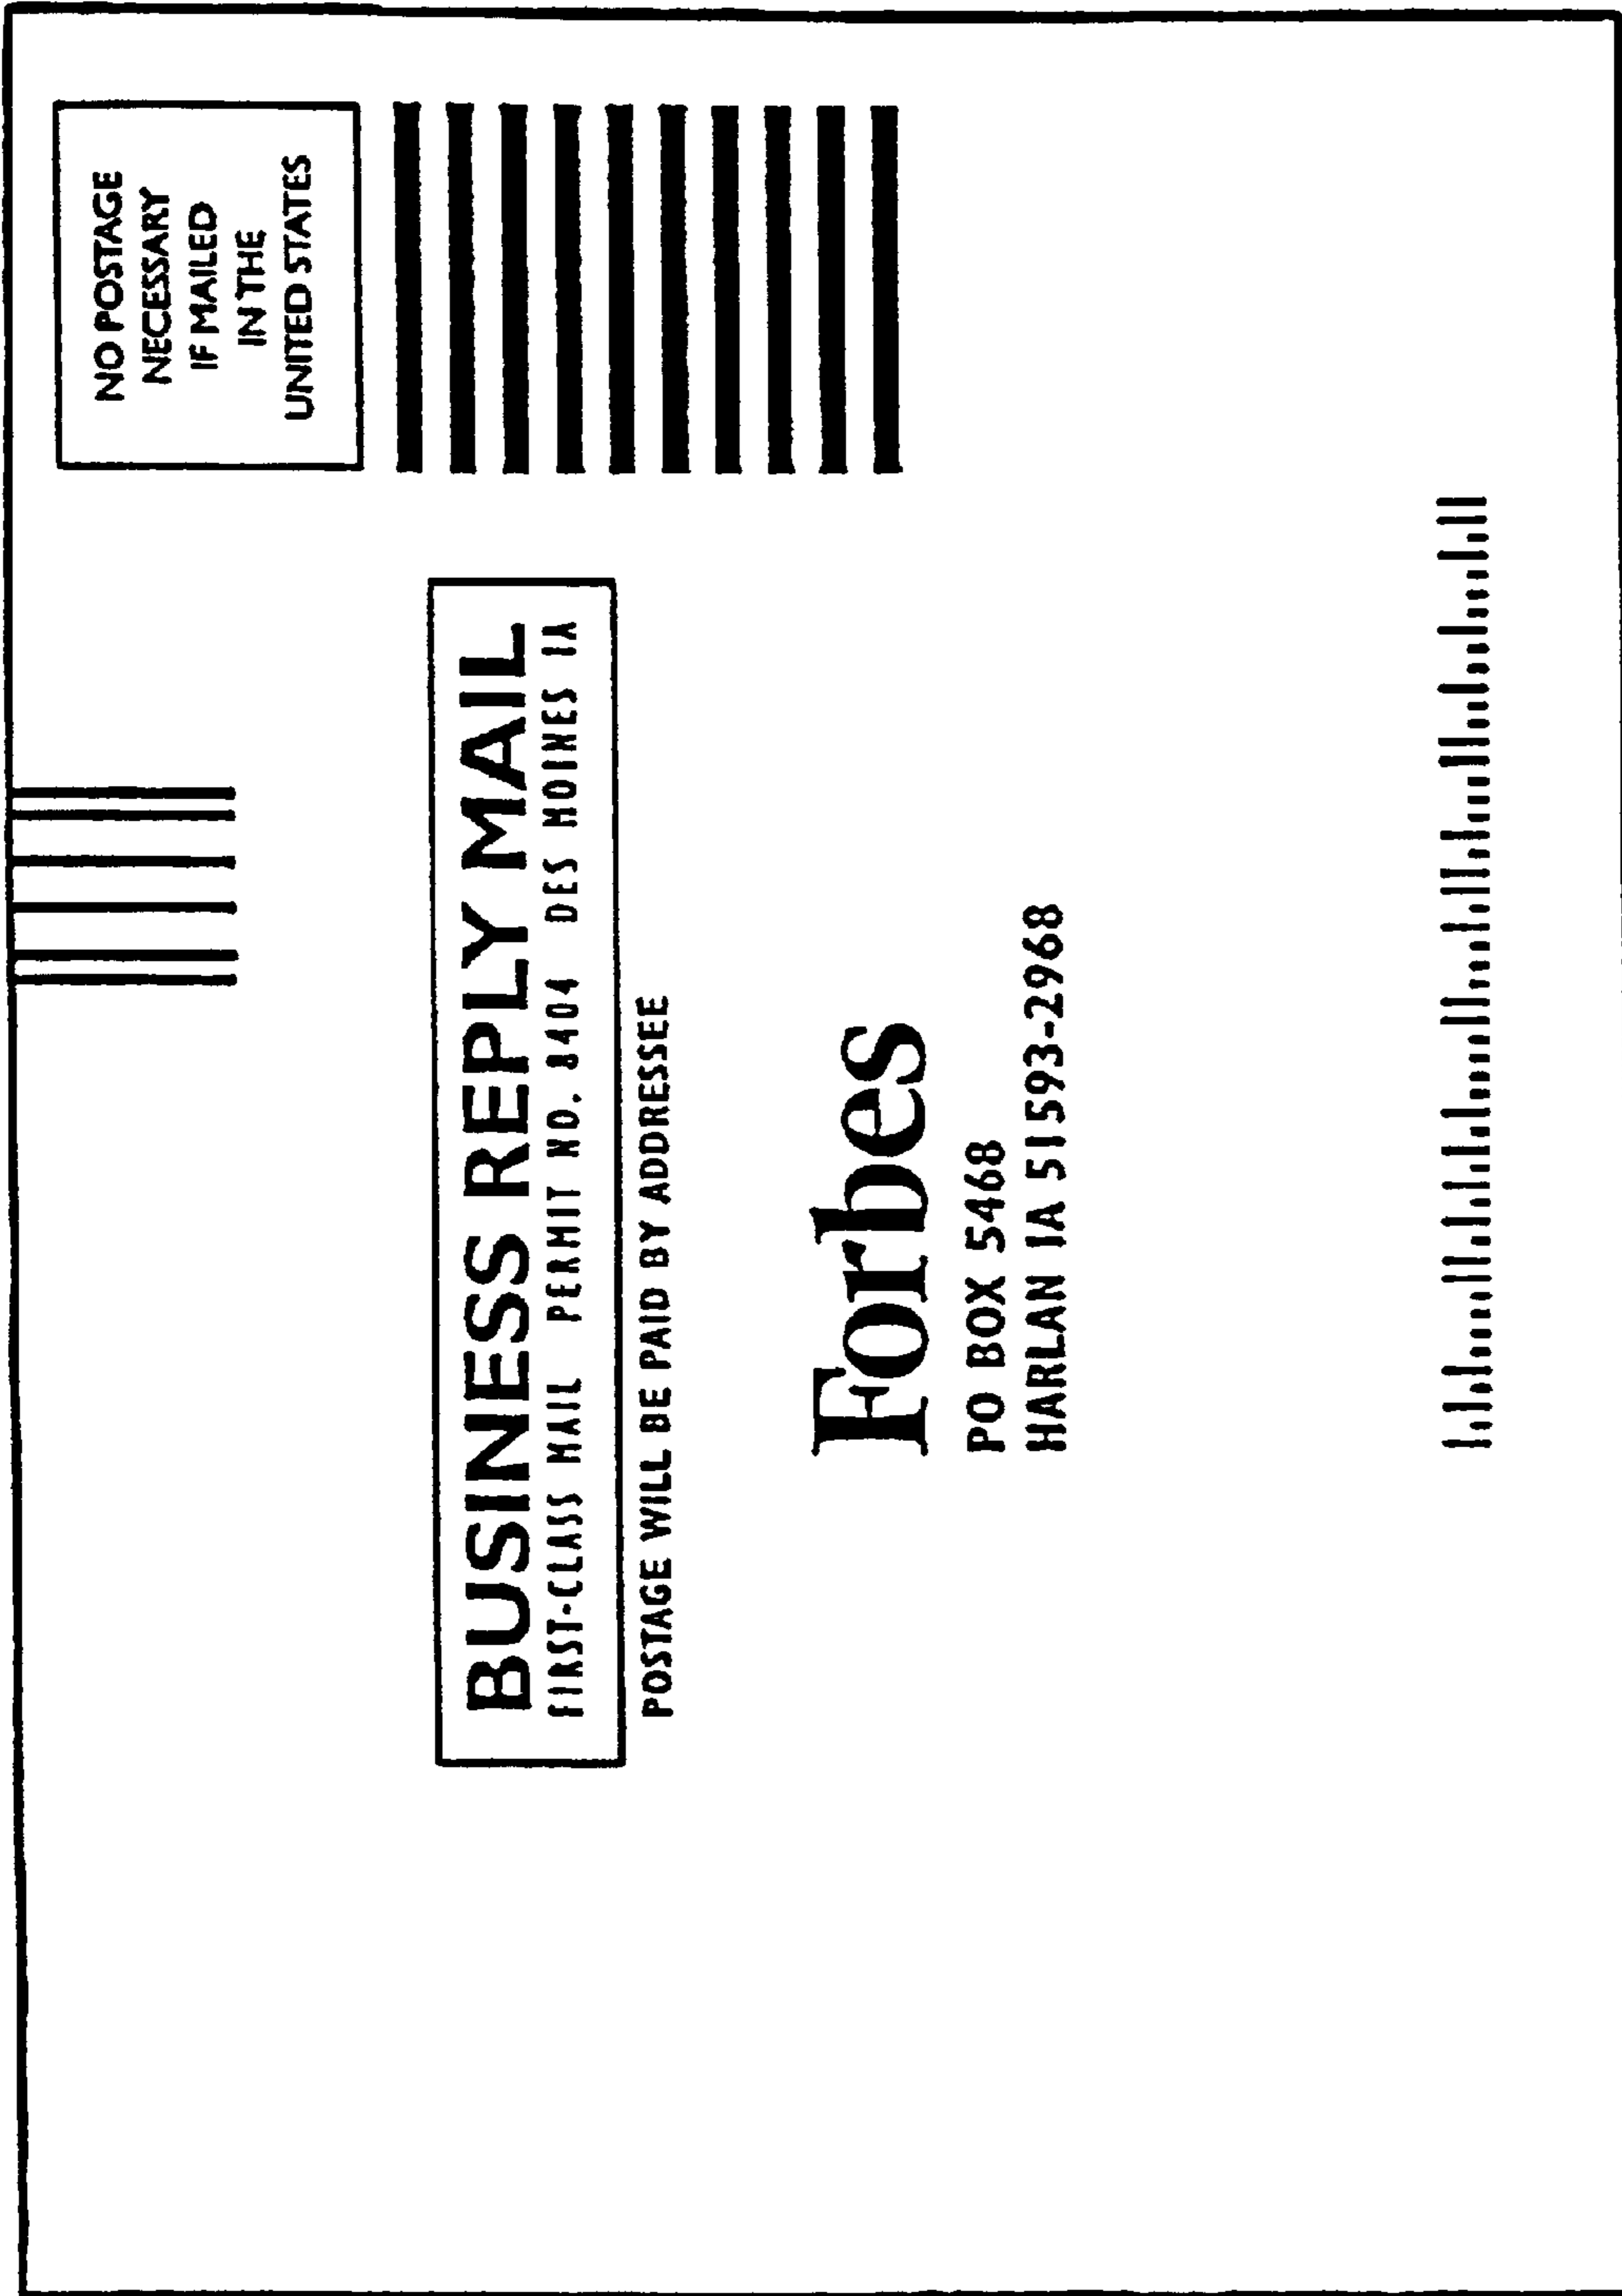 NO POSTAGE
NECESSARY
IF MAILED
IN THE
UNITED STATES
BUSINESS REPLY MAIL
FIRST-CLASS MAIL PERMIT NO. 8404 DES MOINES IA
POSTAGE WILL BE PAID BY ADDRESSEE
Forbes
PO BOX 5468
HARLAN IA 51593-2968